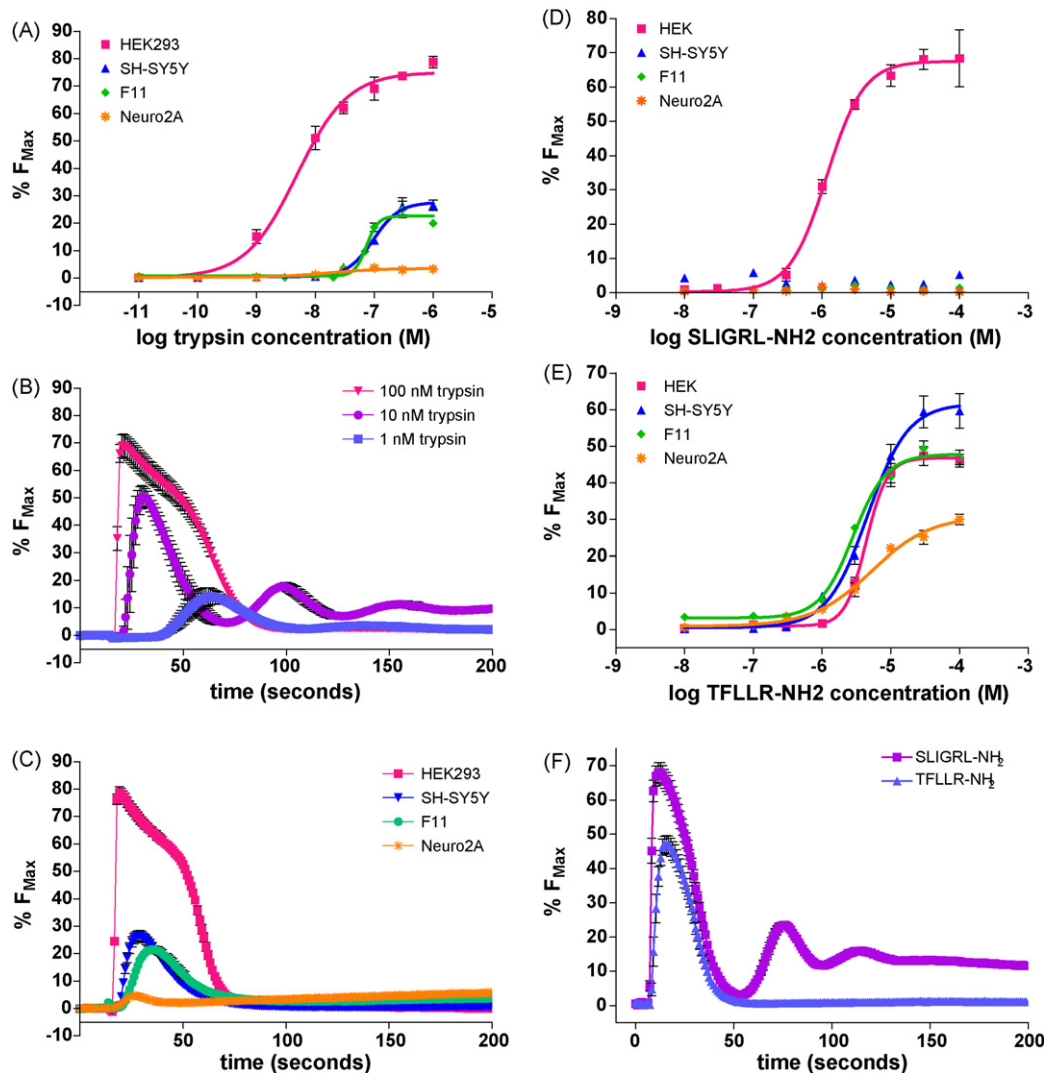 (A)
HEK293
SH-SY5Y
F11
Neuro2A
% FMax
90
80
70
60
50
40
30
20
10
0
-10
-11
-10
-9
-8
-7
-6
-5
log trypsin concentration (M)
(B)
100 nM trypsin
10 nM trypsin
1 nM trypsin
% FMax
90
80
70
60
50
40
30
20
10
0
-10
50
100
150
200
time (seconds)
(C)
HEK293
SH-SY5Y
F11
Neuro2A
% FMax
90
80
70
60
50
40
30
20
10
0
-10
50
100
150
200
time (seconds)
(D)
HEK
SH-SY5Y
F11
Neuro2A
% FMax
80
70
60
50
40
30
20
10
0
-9
-8
-7
-6
-5
-4
-3
log SLIGRL-NH2 concentration (M)
(E)
HEK
SH-SY5Y
F11
Neuro2A
% FMax
70
60
50
40
30
20
10
0
-9
-8
-7
-6
-5
-4
-3
log TFLLR-NH2 concentration (M)
(F)
SLIGRL-NH2
TFLLR-NH2
% FMax
70
60
50
40
30
20
10
0
0
50
100
150
200
time (seconds)